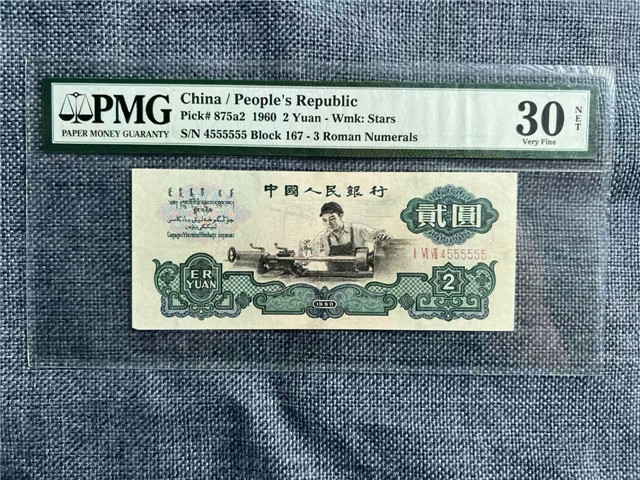 PMG
PAPER MONEY GUARANTY
China / People's Republic
Pick# 875a2 1960 2 Yuan - Wmk: Stars
S/N 4555555 Block 167 - 3 Roman Numerals
30 NET
Very Fine
中國人民銀行
貳圓
I VI VII 4555555
ER
YUAN
1960
2